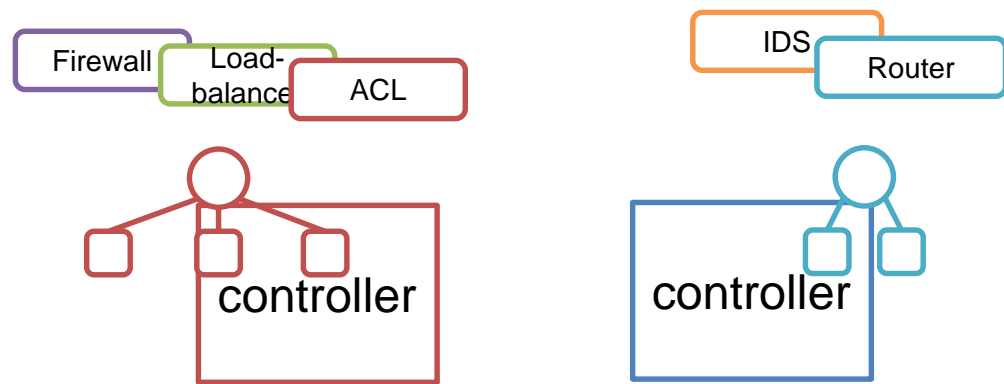 Firewall
Load-
balance
ACL
IDS
Router
controller
controller